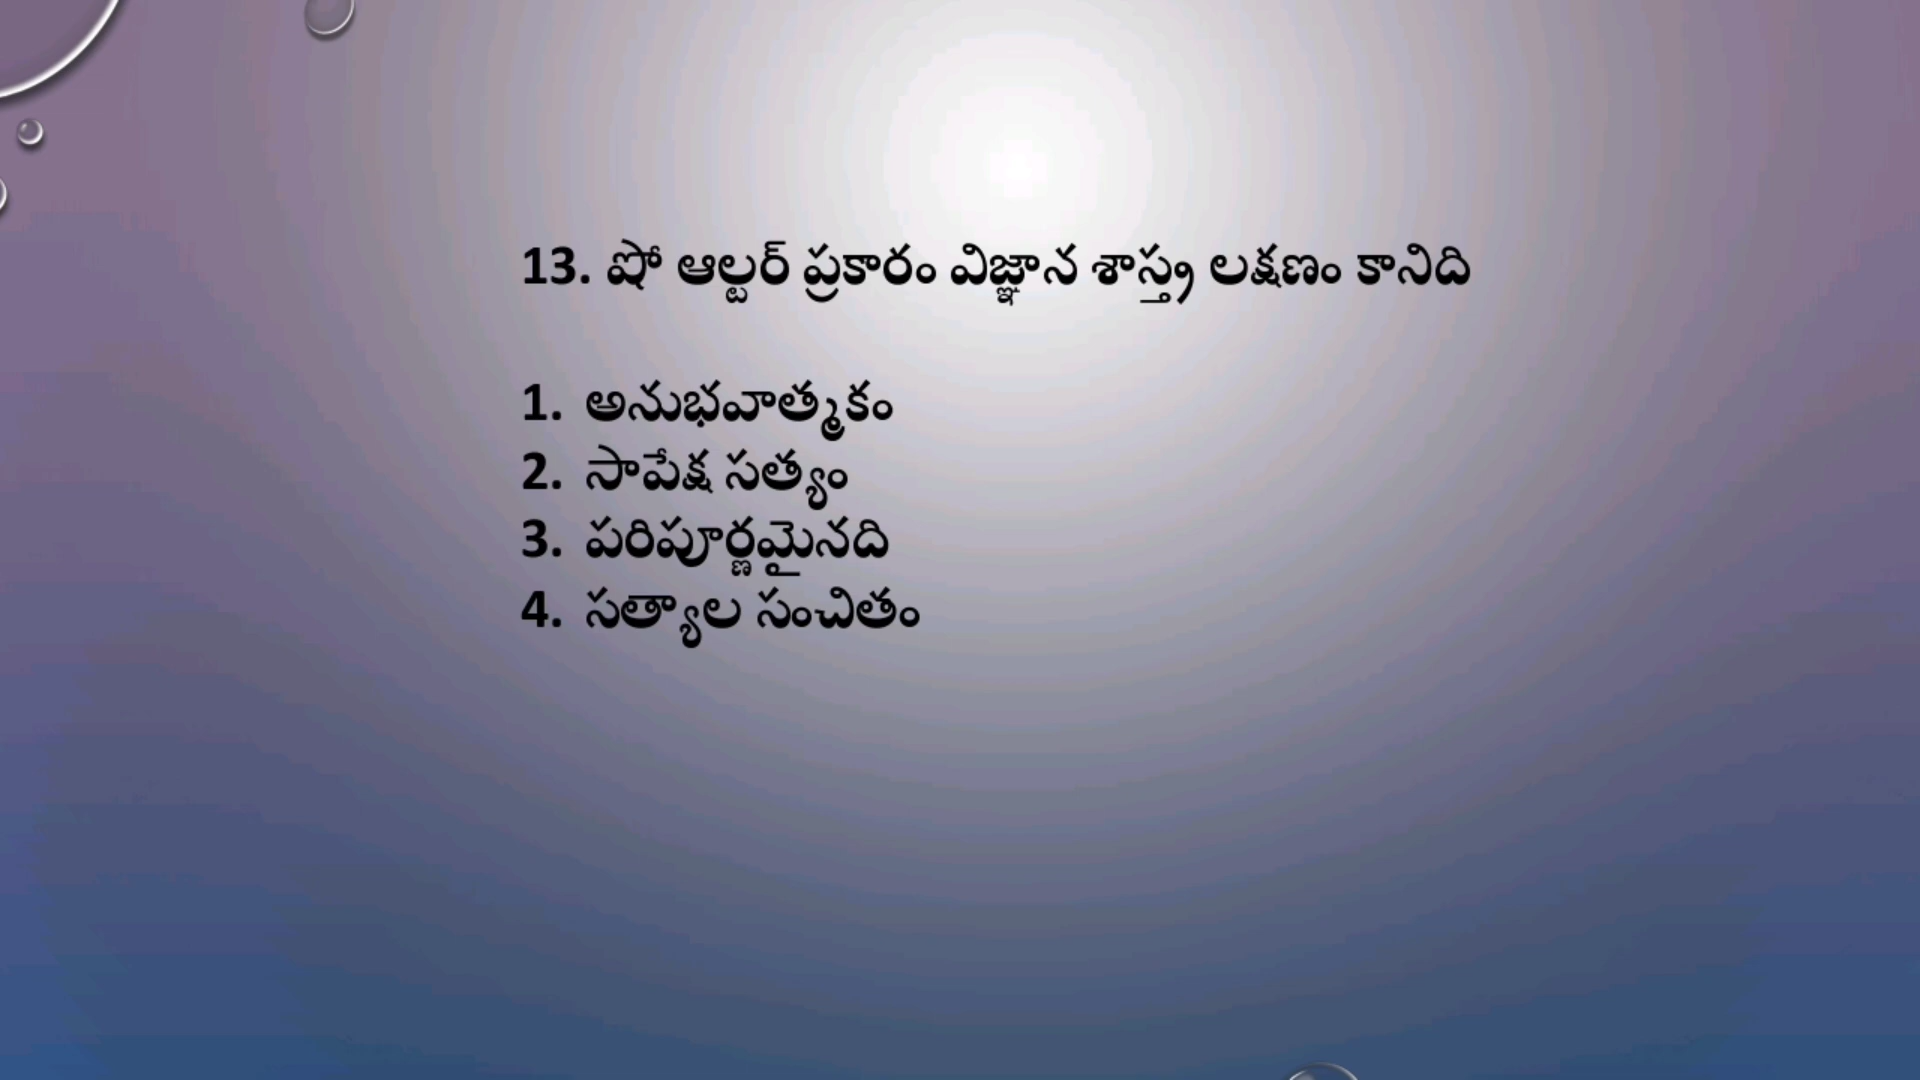 13. షో ఆల్టర్ ప్రకారం విజ్ఞాన శాస్త్ర లక్షణం కానిది
1. అనుభవాత్మకం
2. సాపేక్ష సత్యం
3. పరిపూర్ణమైనది
4. సత్యాల సంచితం